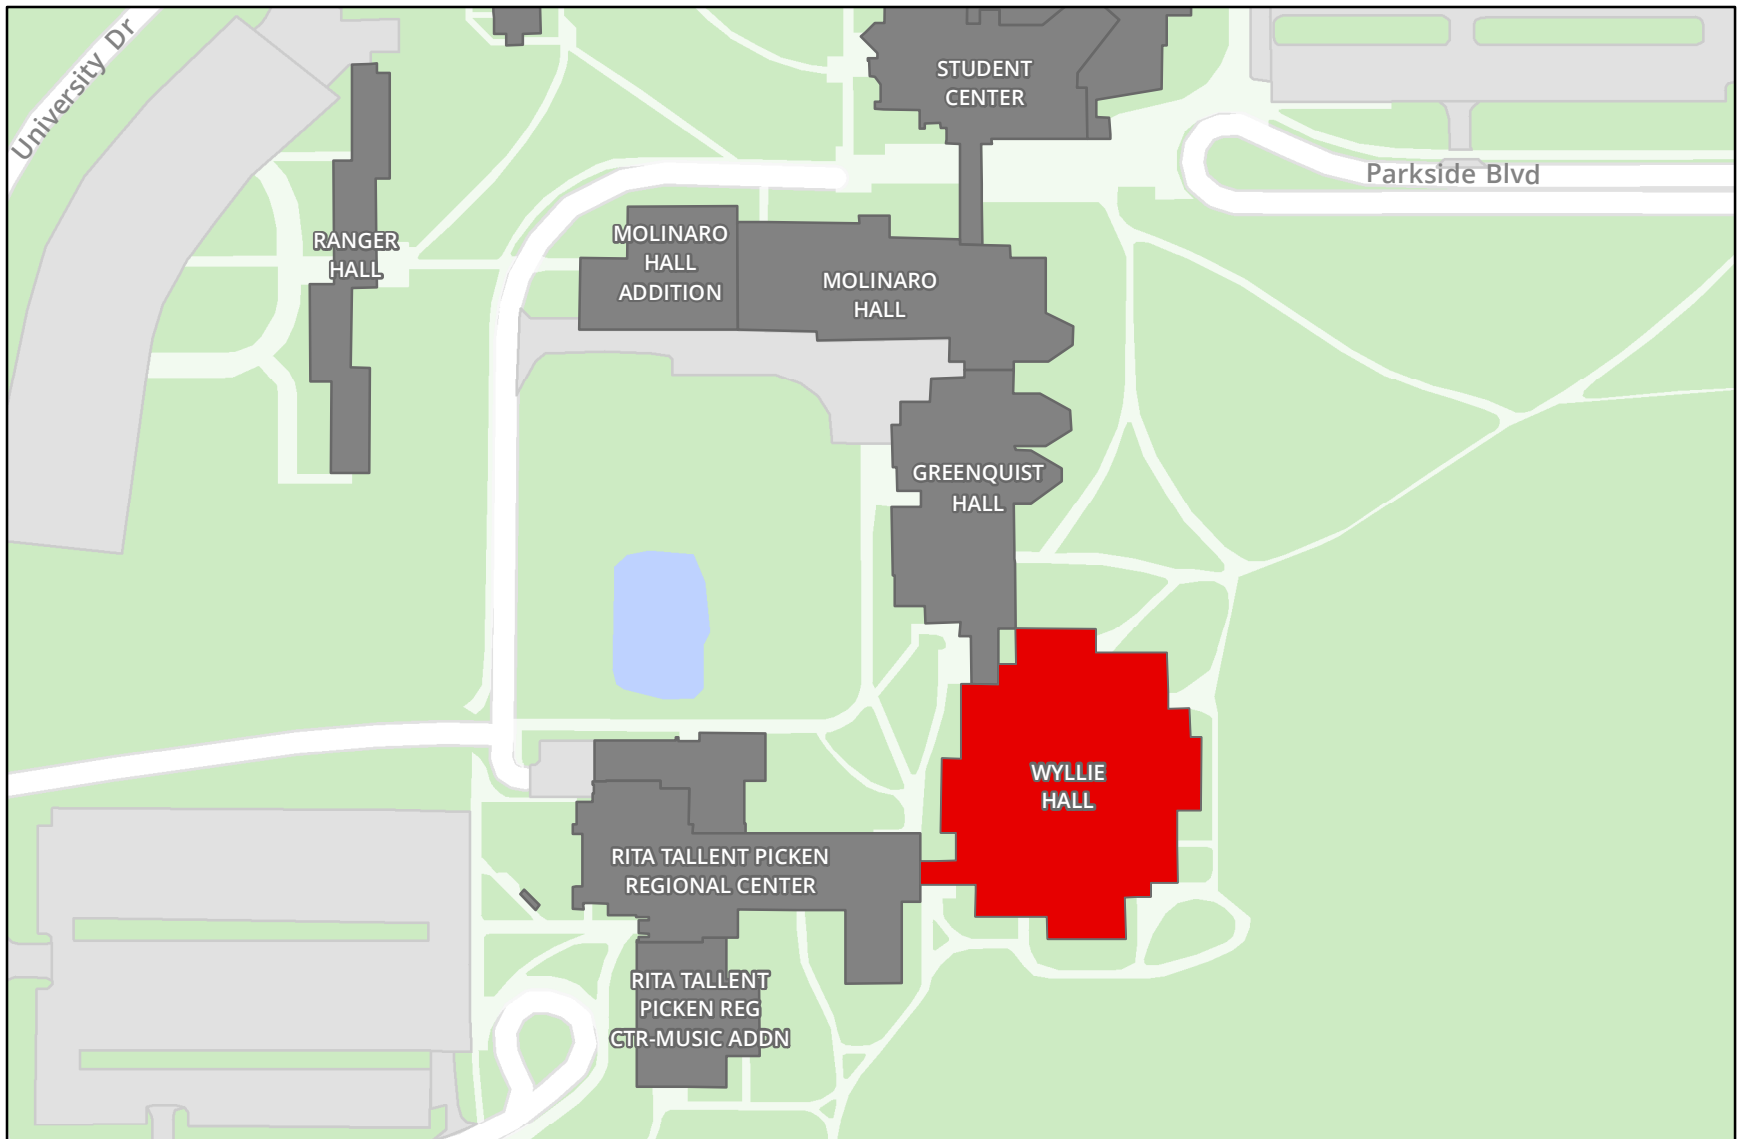 University Dr
STUDENT
CENTER
Parkside Blvd
RANGER
HALL
MOLINARO
HALL
ADDITION
MOLINARO
HALL
GREENQUIST
HALL
WYLLIE
HALL
RITA TALLENT PICKEN
REGIONAL CENTER
RITA TALLENT
PICKEN REG
CTR-MUSIC ADDN